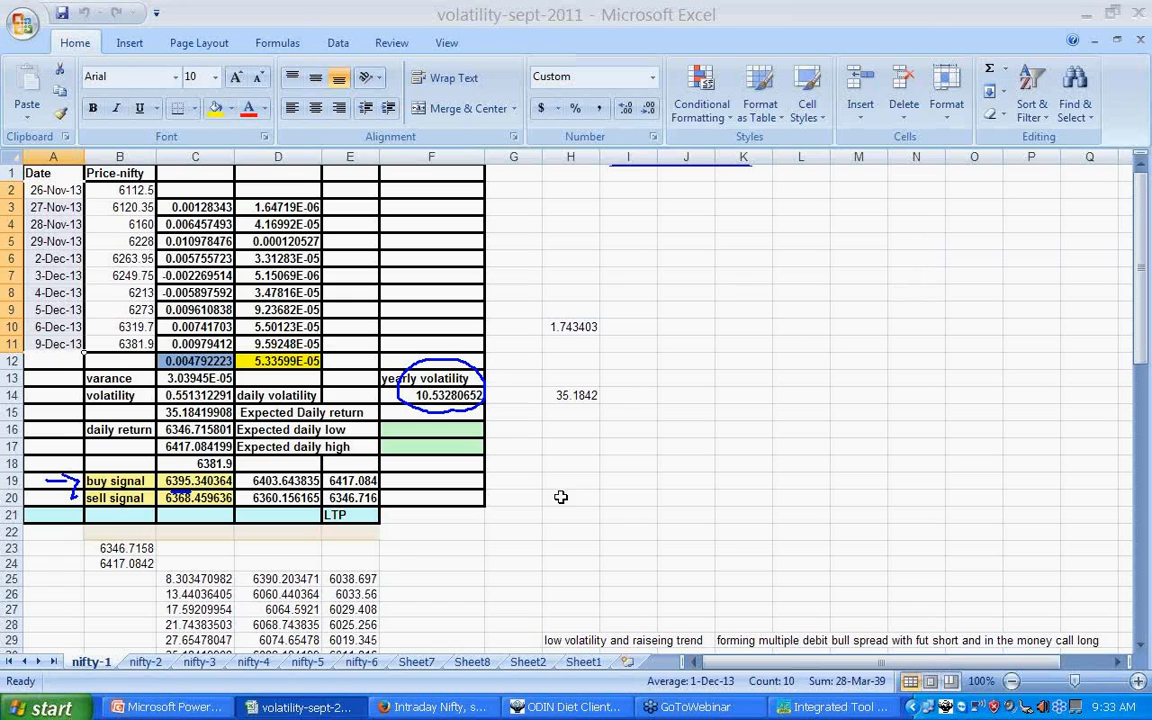 volatility-sept-2011 - Microsoft Excel
Home Insert Page Layout Formulas Data Review View
Arial 10 Wrap Text Custom
Paste B I U Merge & Center $ % , Conditional Formatting Format as Table Cell Styles Insert Delete Format Σ Sort & Filter Find & Select
Clipboard Font Alignment Number Styles Cells Editing
A B C D E F G H I J K L M N O P Q
1 Date Price-nifty
2 26-Nov-13 6112.5
3 27-Nov-13 6120.35 0.00128343 1.64719E-06
4 28-Nov-13 6160 0.006457493 4.16992E-05
5 29-Nov-13 6228 0.010978476 0.000120527
6 2-Dec-13 6263.95 0.005755723 3.31283E-05
7 3-Dec-13 6249.75 -0.002269514 5.15069E-06
8 4-Dec-13 6213 -0.005897592 3.47816E-05
9 5-Dec-13 6273 0.009610838 9.23682E-05
10 6-Dec-13 6319.7 0.00741703 5.50123E-05 1.743403
11 9-Dec-13 6381.9 0.00979412 9.59248E-05
12 0.004792223 5.33599E-05
13 varance 3.03945E-05 yearly volatility
14 volatility 0.551312291 daily volatility 10.53280652 35.1842
15 35.18419908 Expected Daily return
16 daily return 6346.715801 Expected daily low
17 6417.084199 Expected daily high
18 6381.9
19 buy signal 6395.340364 6403.643835 6417.084
20 sell signal 6368.459636 6360.156165 6346.716
21 LTP
22
23 6346.7158
24 6417.0842
25 8.303470982 6390.203471 6038.697
26 13.44036405 6060.440364 6033.56
27 17.59209954 6064.5921 6029.408
28 21.74383503 6068.743835 6025.256
29 27.65478047 6074.65478 6019.345 low volatility and raiseing trend forming multiple debit bull spread with fut short and in the money call long
nifty-1 nifty-2 nifty-3 nifty-4 nifty-5 nifty-6 Sheet7 Sheet8 Sheet2 Sheet1
Ready Average: 1-Dec-13 Count: 10 Sum: 28-Mar-39 100%
start Microsoft Power... volatility-sept-2... Intraday Nifty, s... ODIN Diet Clien... GoToWebinar Integrated Tool ... 9:33 AM